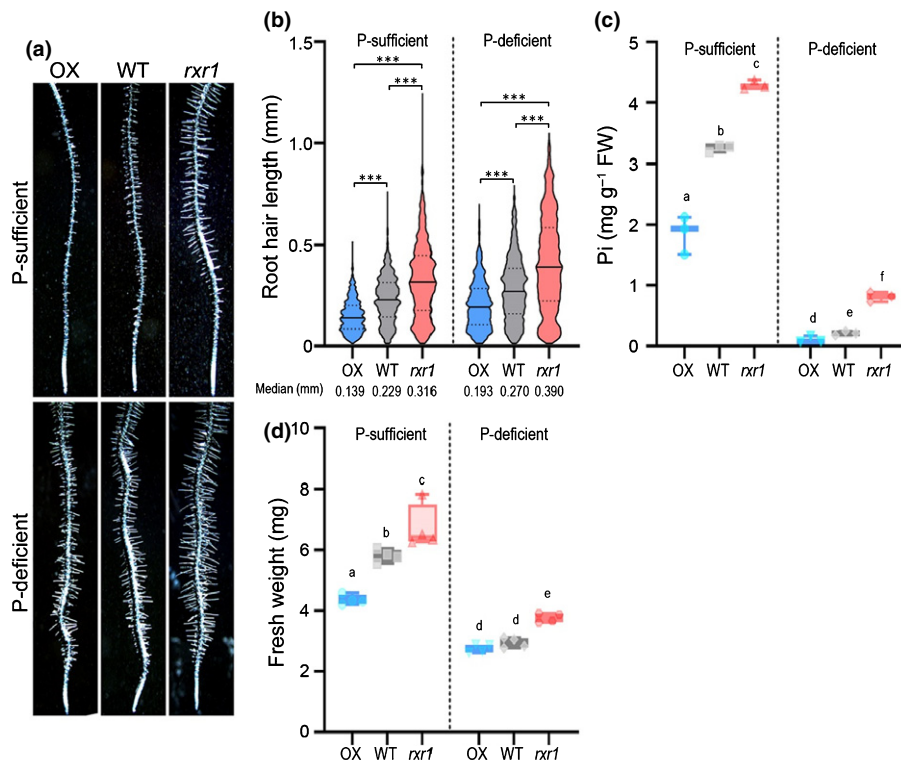 (a)
OX WT rxr1
P-sufficient
P-deficient
(b)
P-sufficient P-deficient
Root hair length (mm)
1.5
1.0
0.5
0
*** *** ***
*** *** ***
OX WT rxr1 OX WT rxr1
Median (mm) 0.139 0.229 0.316 0.193 0.270 0.390
(c)
P-sufficient P-deficient
Pi (mg g⁻¹ FW)
5
4
3
2
1
0
a b c d e f
OX WT rxr1 OX WT rxr1
(d)
P-sufficient P-deficient
Fresh weight (mg)
10
8
6
4
2
0
a b c d d e
OX WT rxr1 OX WT rxr1